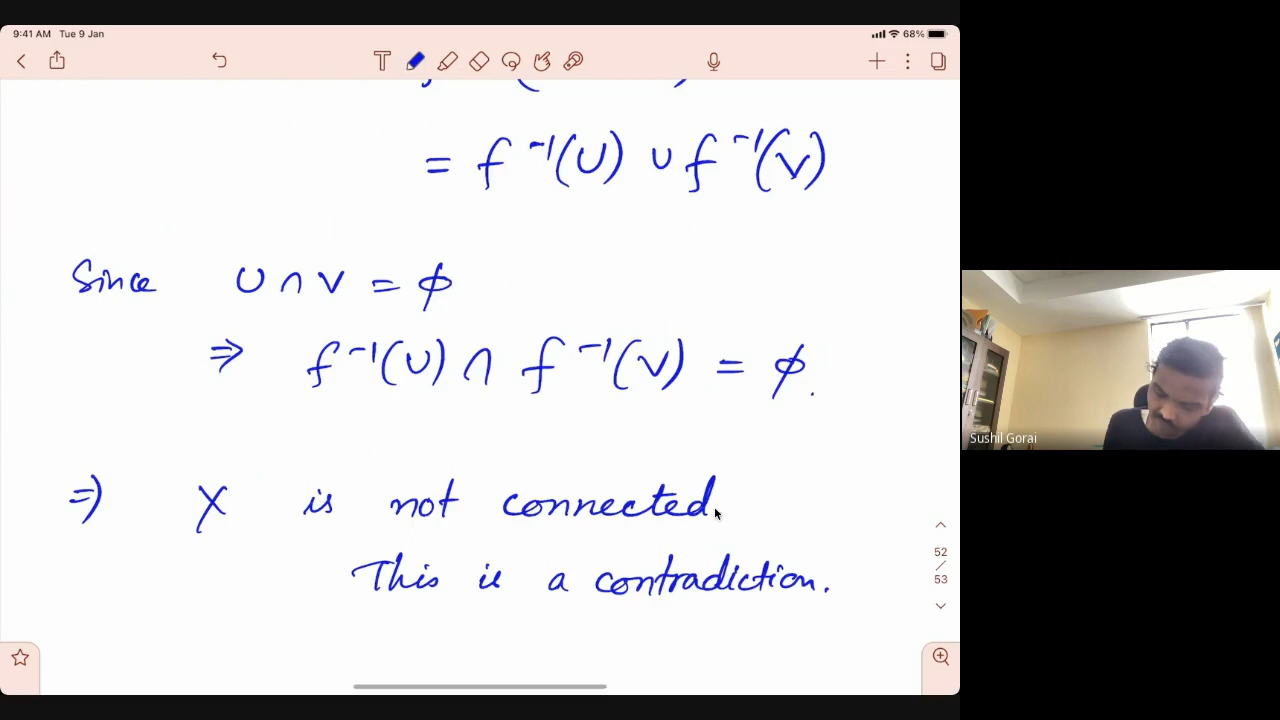 9:41 AM Tue 9 Jan
68%
= f⁻¹(U) ∪ f⁻¹(V)
Since U ∩ V = ϕ
⇒ f⁻¹(U) ∩ f⁻¹(V) = ϕ.
⇒ X is not connected.
This is a contradiction.
52
/
53
Sushil Gorai